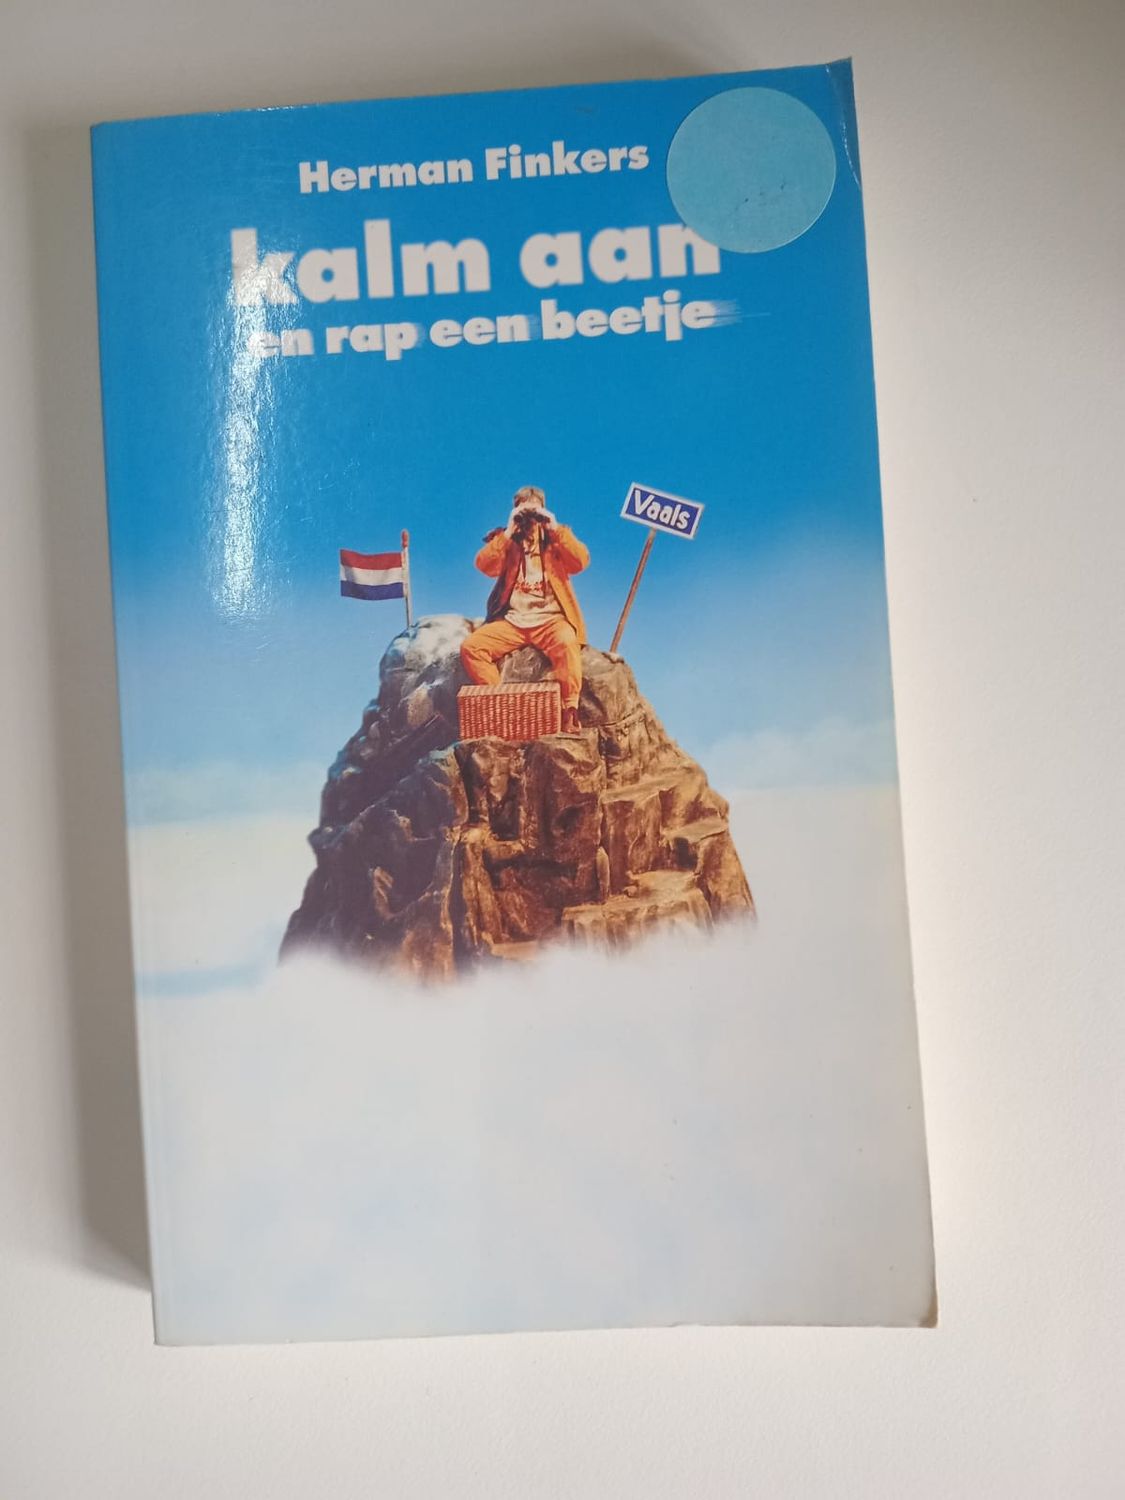 Herman Finkers
kalm aan
en rap een beetje
Vaals